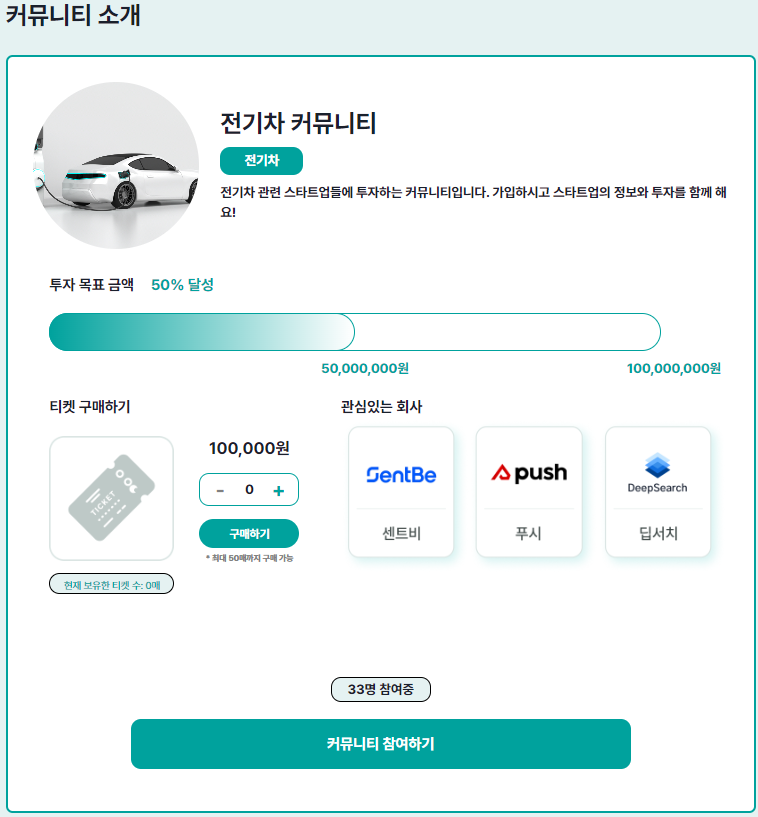 커뮤니티 소개
전기차 커뮤니티
전기차
전기차 관련 스타트업들에 투자하는 커뮤니티입니다. 가입하시고 스타트업의 정보와 투자를 함께 해
요!
투자 목표 금액 50% 달성
50,000,000원 100,000,000원
티켓 구매하기
TICKET
현재 보유한 티켓 수: 0매
100,000원
- 0 +
구매하기
* 최대 50매까지 구매 가능
관심있는 회사
SentBe
센트비
push
푸시
DeepSearch
딥서치
33명 참여중
커뮤니티 참여하기